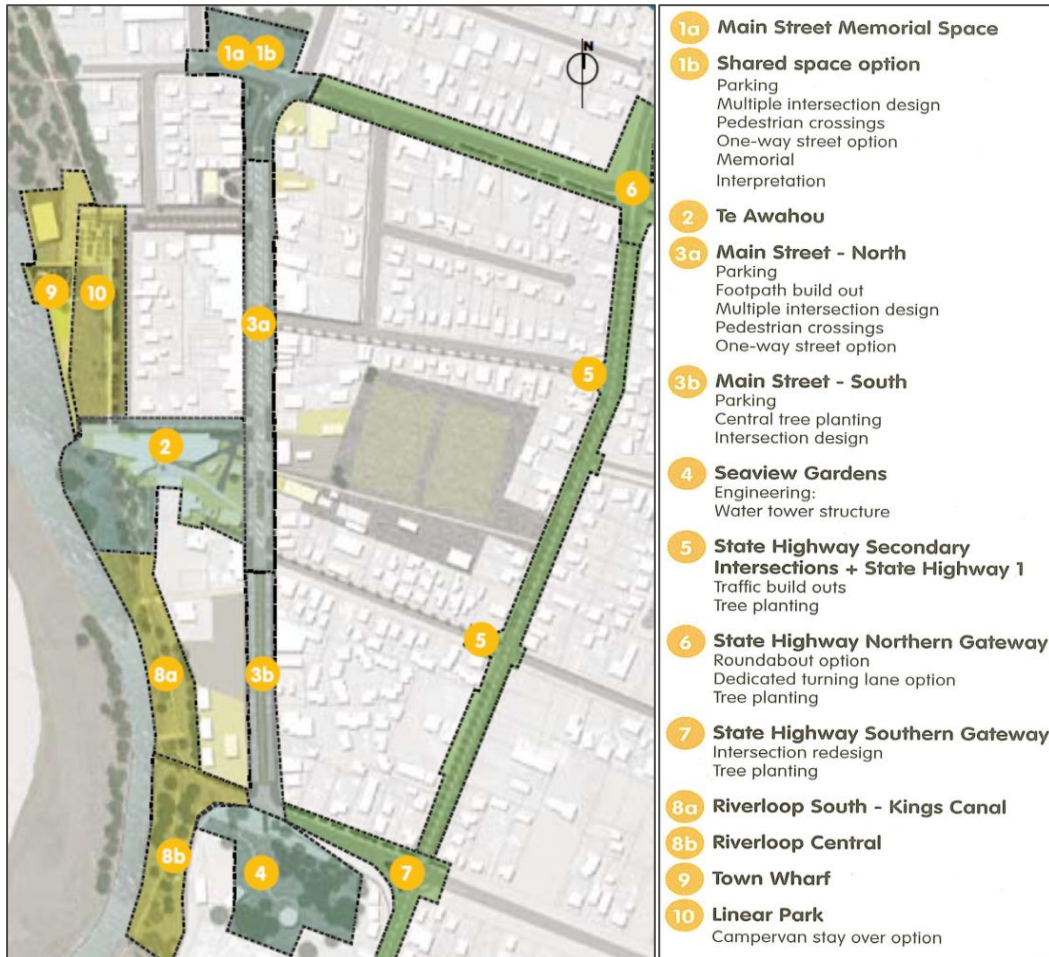 1a
1b
N
6
9
10
3a
5
2
5
8a
3b
8b
4
7
1a Main Street Memorial Space
1b Shared space option
Parking
Multiple intersection design
Pedestrian crossings
One-way street option
Memorial
Interpretation
2 Te Awahou
3a Main Street - North
Parking
Footpath build out
Multiple intersection design
Pedestrian crossings
One-way street option
3b Main Street - South
Parking
Central tree planting
Intersection design
4 Seaview Gardens
Engineering:
Water tower structure
5 State Highway Secondary
Intersections + State Highway 1
Traffic build outs
Tree planting
6 State Highway Northern Gateway
Roundabout option
Dedicated turning lane option
Tree planting
7 State Highway Southern Gateway
Intersection redesign
Tree planting
8a Riverloop South - Kings Canal
8b Riverloop Central
9 Town Wharf
10 Linear Park
Campervan stay over option